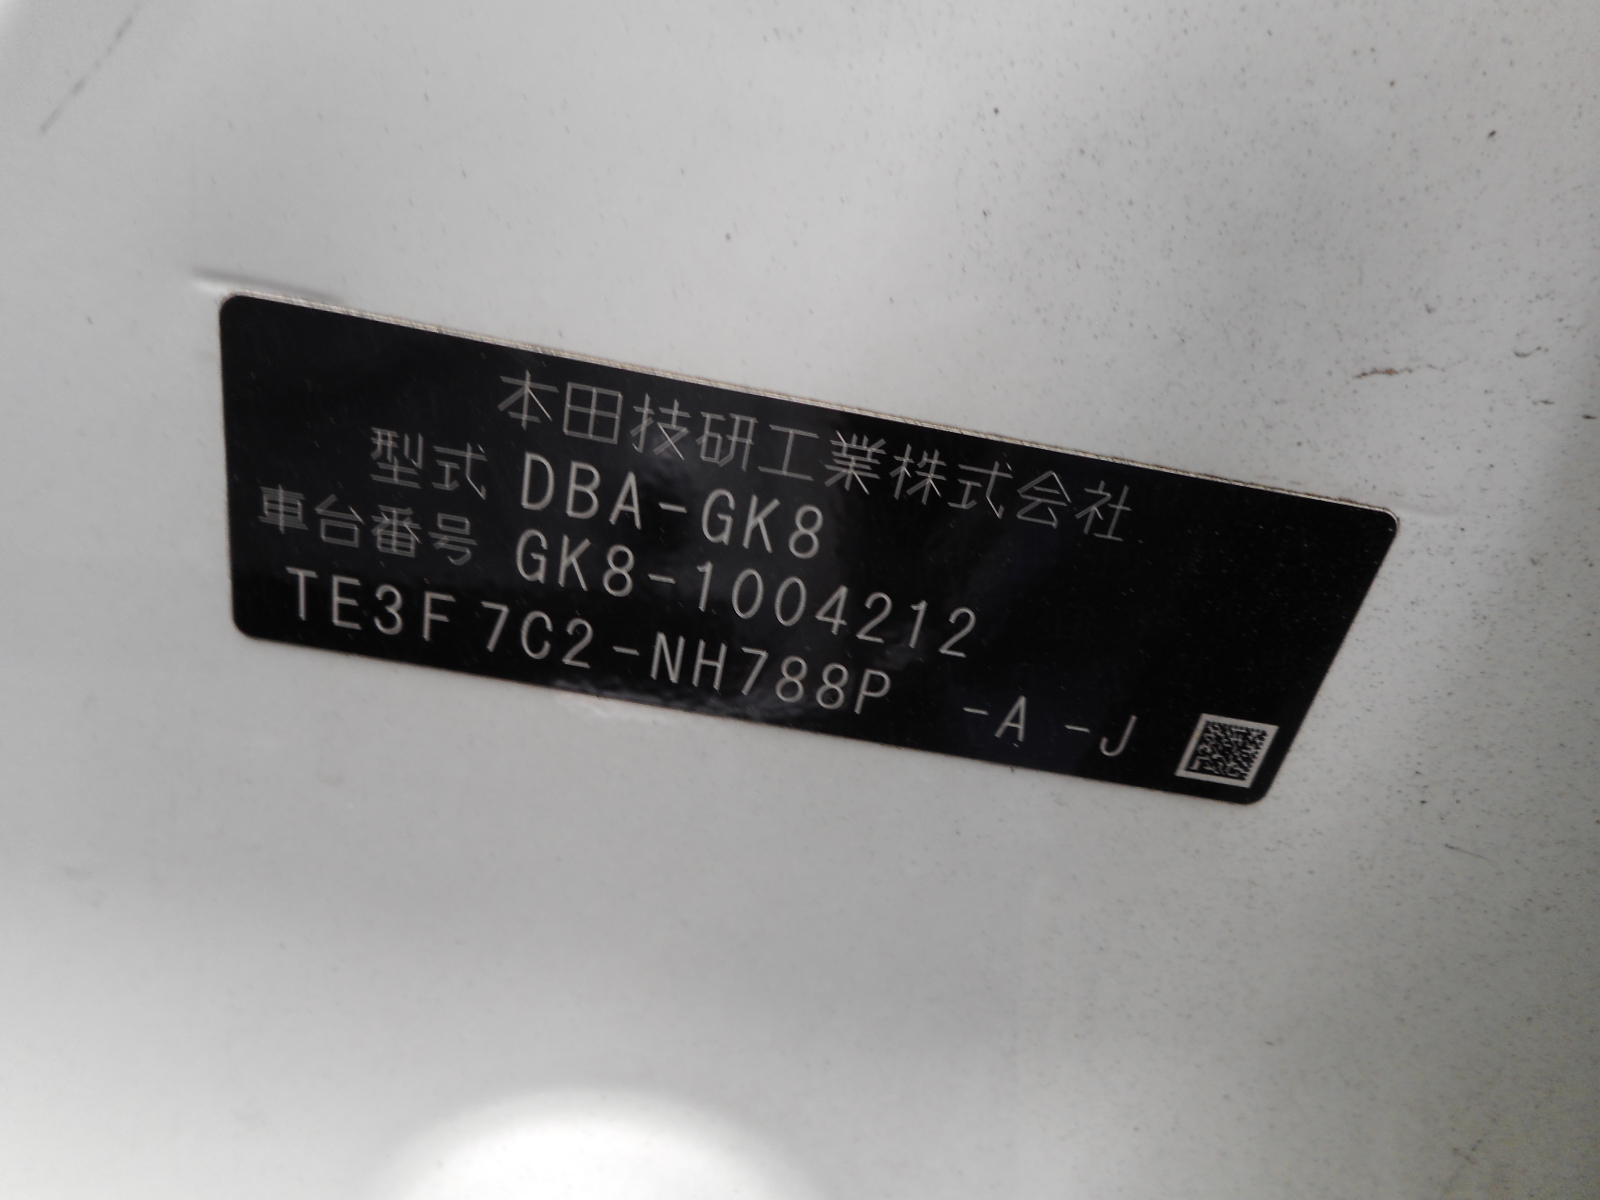 本田技研工業株式会社
型式 DBA-GK8
車台番号 GK8-1004212
TE3F7C2-NH788P -A -J